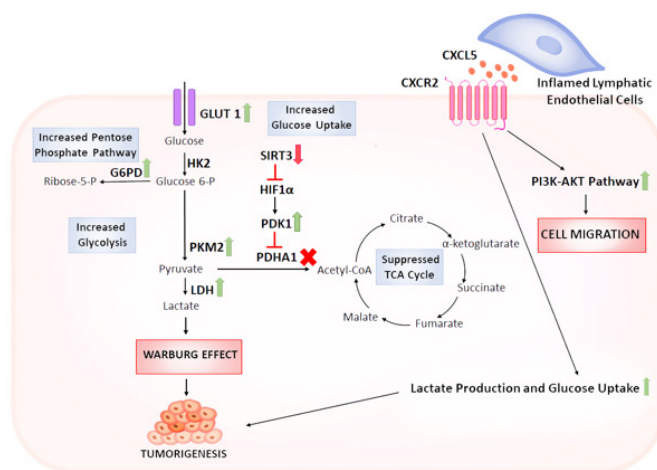 CXCL5
CXCR2
Inflamed Lymphatic
Endothelial Cells
GLUT 1
Increased
Glucose Uptake
Glucose
Increased Pentose
Phosphate Pathway
SIRT3
HK2
G6PD
Ribose-5-P
Glucose 6-P
HIF1α
PI3K-AKT Pathway
PDK1
Citrate
CELL MIGRATION
Increased
Glycolysis
PKM2
α-ketoglutarate
PDHA1
Pyruvate
Acetyl-CoA
Suppressed
TCA Cycle
LDH
Succinate
Lactate
Malate
Fumarate
WARBURG EFFECT
Lactate Production and Glucose Uptake
TUMORIGENESIS